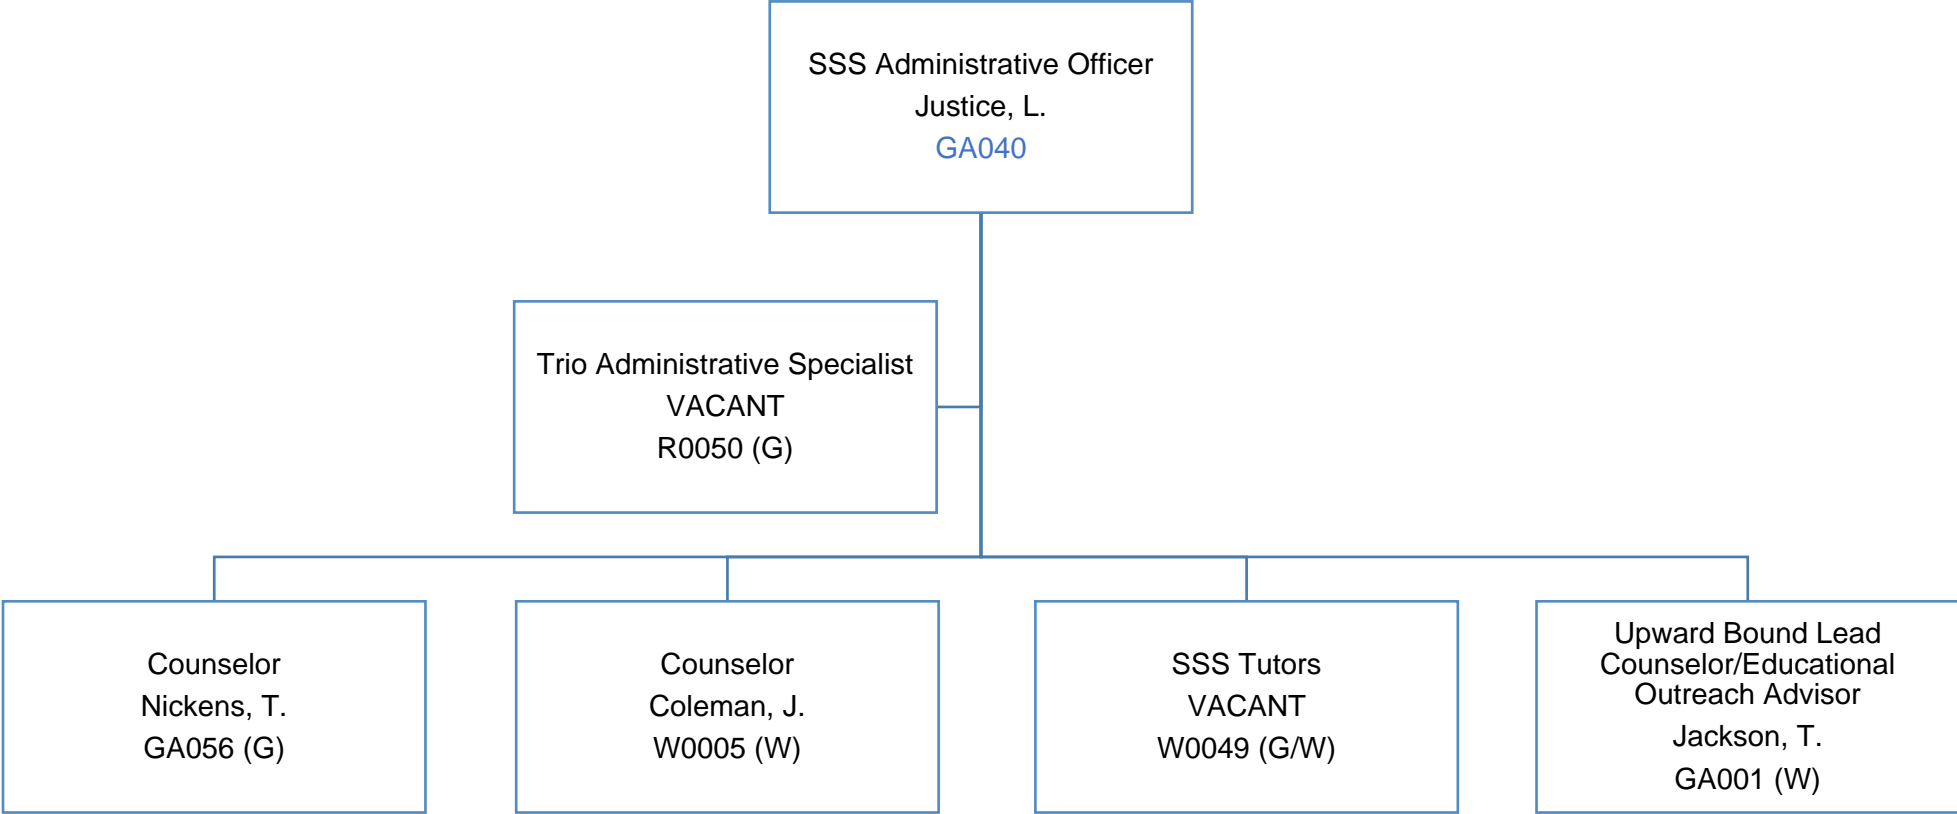 SSS Administrative Officer
Justice, L.
GA040
Trio Administrative Specialist
VACANT
R0050 (G)
Counselor
Nickens, T.
GA056 (G)
Counselor
Coleman, J.
W0005 (W)
SSS Tutors
VACANT
W0049 (G/W)
Upward Bound Lead
Counselor/Educational
Outreach Advisor
Jackson, T.
GA001 (W)